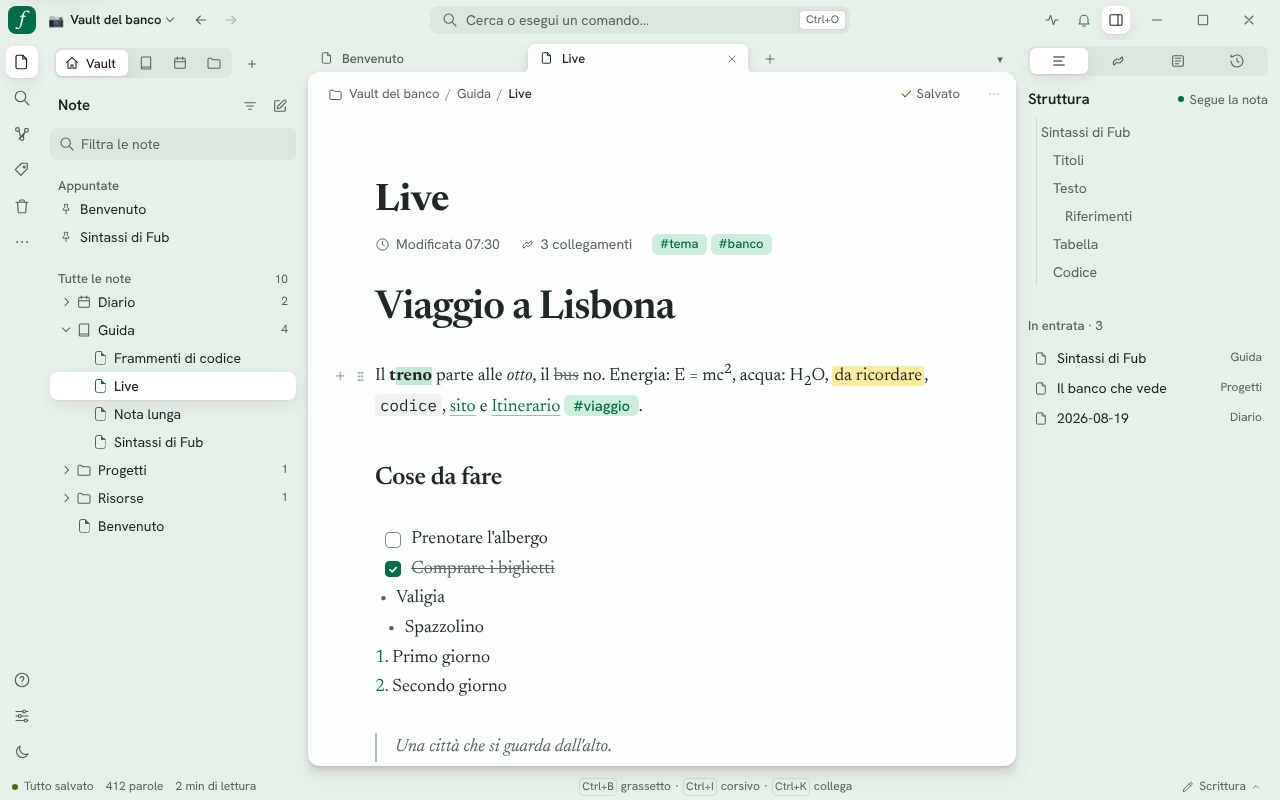 f Vault del banco
Cerca o esegui un comando… Ctrl+O
Vault
Benvenuto
Live
Note
Filtra le note
Appuntate
Benvenuto
Sintassi di Fub
Tutte le note 10
Diario 2
Guida 4
Frammenti di codice
Live
Nota lunga
Sintassi di Fub
Progetti 1
Risorse 1
Benvenuto
Vault del banco / Guida / Live
Salvato
Live
Modificata 07:30 3 collegamenti #tema #banco
Viaggio a Lisbona
Il treno parte alle otto, il bus no. Energia: E = mc², acqua: H₂O, da ricordare,
codice, sito e Itinerario #viaggio.
Cose da fare
Prenotare l'albergo
Comprare i biglietti
• Valigia
• Spazzolino
1. Primo giorno
2. Secondo giorno
Una città che si guarda dall'alto.
Struttura Segue la nota
Sintassi di Fub
Titoli
Testo
Riferimenti
Tabella
Codice
In entrata · 3
Sintassi di Fub Guida
Il banco che vede Progetti
2026-08-19 Diario
Tutto salvato 412 parole 2 min di lettura
Ctrl+B grassetto · Ctrl+I corsivo · Ctrl+K collega
Scrittura